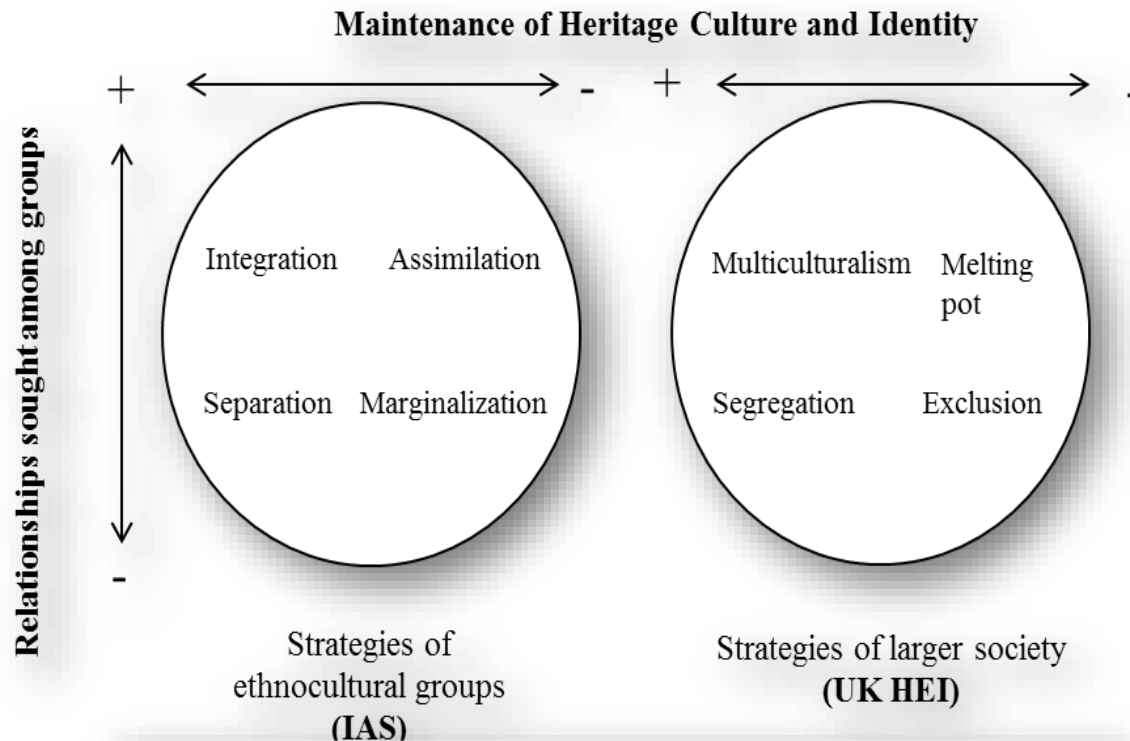 Maintenance of Heritage Culture and Identity
+ - + -
Relationships sought among groups
Integration Assimilation
Separation Marginalization
Multiculturalism Melting
pot
Segregation Exclusion
-
Strategies of
ethnocultural groups
(IAS)
Strategies of larger society
(UK HEI)